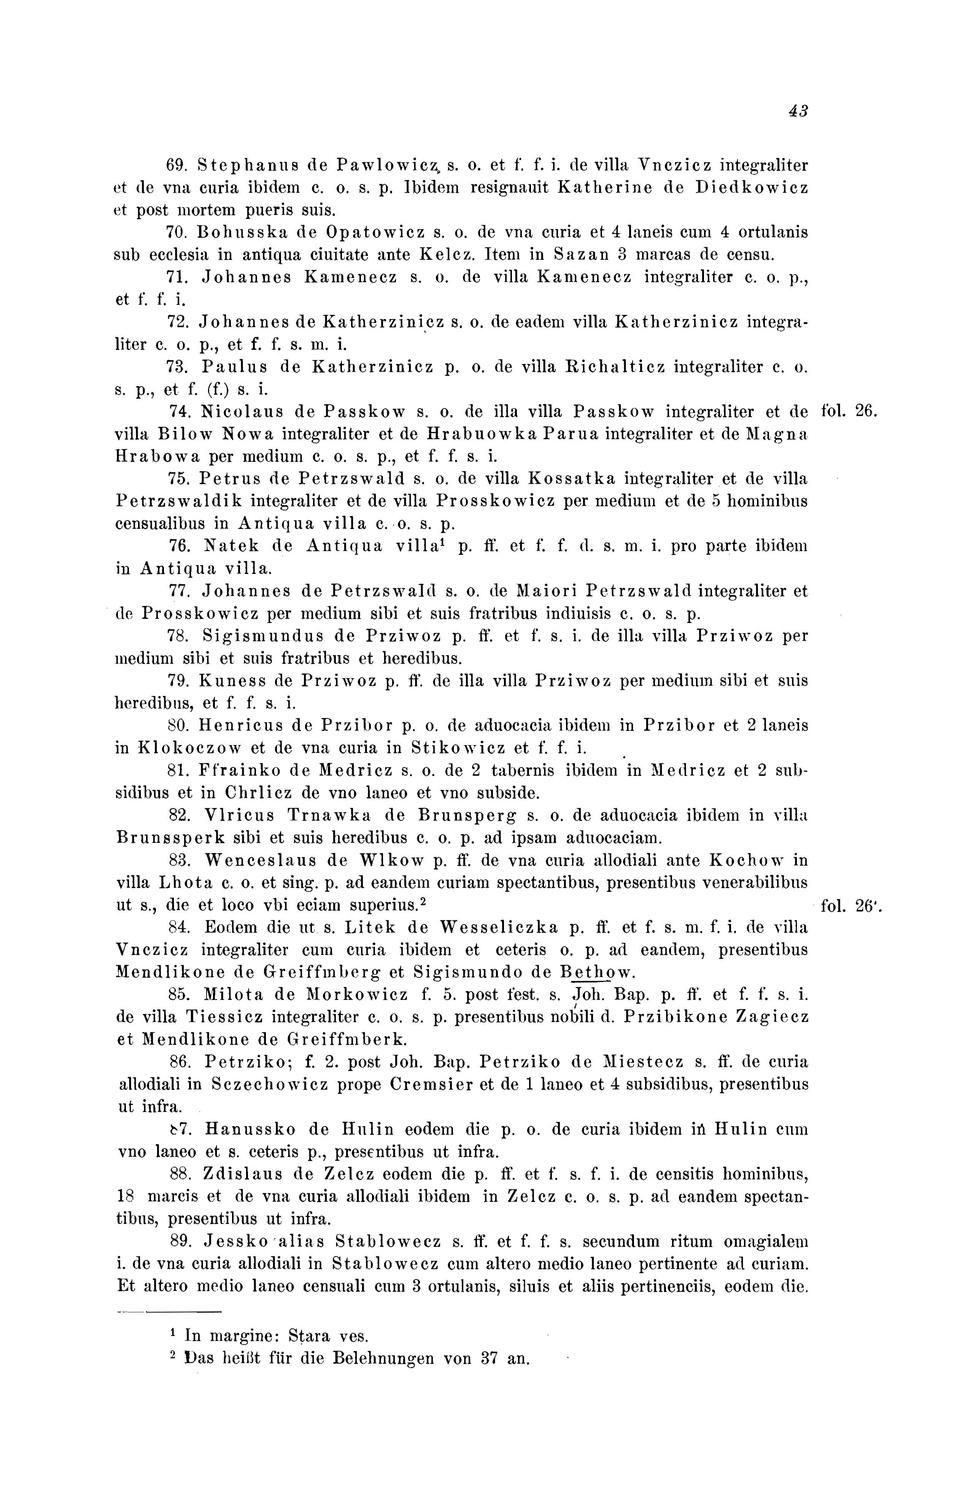 43
69. Stephanus de Pawlowicz, s. o. et f. f. i. de villa Vnczicz integraliter
et de vna curia ibidem c. o. s. p. Ibidem resignauit Katherine de Diedkowicz
et post mortem pueris suis.
70. Bohusska de Opatowicz s. o. de vna curia et 4 laneis cum 4 ortulanis
sub ecclesia in antiqua ciuitate ante Kelcz. Item in Sazan 3 marcas de censu.
71. Johannes Kamenecz s. o. de villa Kamenecz integraliter c. o. p.,
et f. f. i.
72. Johannes de Katherzinicz s. o. de eadem villa Katherzinicz integra-
liter c. o. p., et f. f. s. m. i.
73. Paulus de Katherzinicz p. o. de villa Richalticz integraliter c. o.
s. p., et f. (f.) s. i.
74. Nicolaus de Passkow s. o. de illa villa Passkow integraliter et de fol. 26.
villa Bilow Nowa integraliter et de Hrabuowka Parua integraliter et de Magna
Hrabowa per medium c. o. s. p., et f. f. s. i.
75. Petrus de Petrzswald s. o. de villa Kossatka integraliter et de villa
Petrzswaldik integraliter et de villa Prosskowicz per medium et de 5 hominibus
censualibus in Antiqua villa c. o. s. p.
76. Natek de Antiqua villa¹ p. ff. et f. f. d. s. m. i. pro parte ibidem
in Antiqua villa.
77. Johannes de Petrzswald s. o. de Maiori Petrzswald integraliter et
de Prosskowicz per medium sibi et suis fratribus indiuisis c. o. s. p.
78. Sigismundus de Prziwoz p. ff. et f. s. i. de illa villa Prziwoz per
medium sibi et suis fratribus et heredibus.
79. Kuness de Prziwoz p. ff. de illa villa Prziwoz per medium sibi et suis
heredibus, et f. f. s. i.
80. Henricus de Przibor p. o. de aduocacia ibidem in Przibor et 2 laneis
in Klokoczow et de vna curia in Stikowicz et f. f. i.
81. Ffrainko de Medricz s. o. de 2 tabernis ibidem in Medricz et 2 sub-
sidibus et in Chrlicz de vno laneo et vno subside.
82. Vlricus Trnawka de Brunsperg s. o. de aduocacia ibidem in villa
Brunssperk sibi et suis heredibus c. o. p. ad ipsam aduocaciam.
83. Wenceslaus de Wlkow p. ff. de vna curia allodiali ante Kochow in
villa Lhota c. o. et sing. p. ad eandem curiam spectantibus, presentibus venerabilibus
ut s., die et loco vbi eciam superius.² fol. 26'.
84. Eodem die ut s. Litek de Wesseliczka p. ff. et f. s. m. f. i. de villa
Vnczicz integraliter cum curia ibidem et ceteris o. p. ad eandem, presentibus
Mendlikone de Greiffmberg et Sigismundo de Bethow.
85. Milota de Morkowicz f. 5. post fest. s. Joh. Bap. p. ff. et f. f. s. i.
de villa Tiessicz integraliter c. o. s. p. presentibus nobili d. Przibikone Zagiecz
et Mendlikone de Greiffmberk.
86. Petrziko; f. 2. post Joh. Bap. Petrziko de Miestecz s. ff. de curia
allodiali in Sczechowicz prope Cremsier et de 1 laneo et 4 subsidibus, presentibus
ut infra.
87. Hanussko de Hulin eodem die p. o. de curia ibidem in Hulin cum
vno laneo et s. ceteris p., presentibus ut infra.
88. Zdislaus de Zelcz eodem die p. ff. et f. s. f. i. de censitis hominibus,
18 marcis et de vna curia allodiali ibidem in Zelcz c. o. s. p. ad eandem spectan-
tibus, presentibus ut infra.
89. Jessko alias Stablowecz s. ff. et f. f. s. secundum ritum omagialem
i. de vna curia allodiali in Stablowecz cum altero medio laneo pertinente ad curiam.
Et altero medio laneo censuali cum 3 ortulanis, siluis et aliis pertinenciis, eodem die.
¹ In margine: Stara ves.
² Das heißt für die Belehnungen von 37 an.